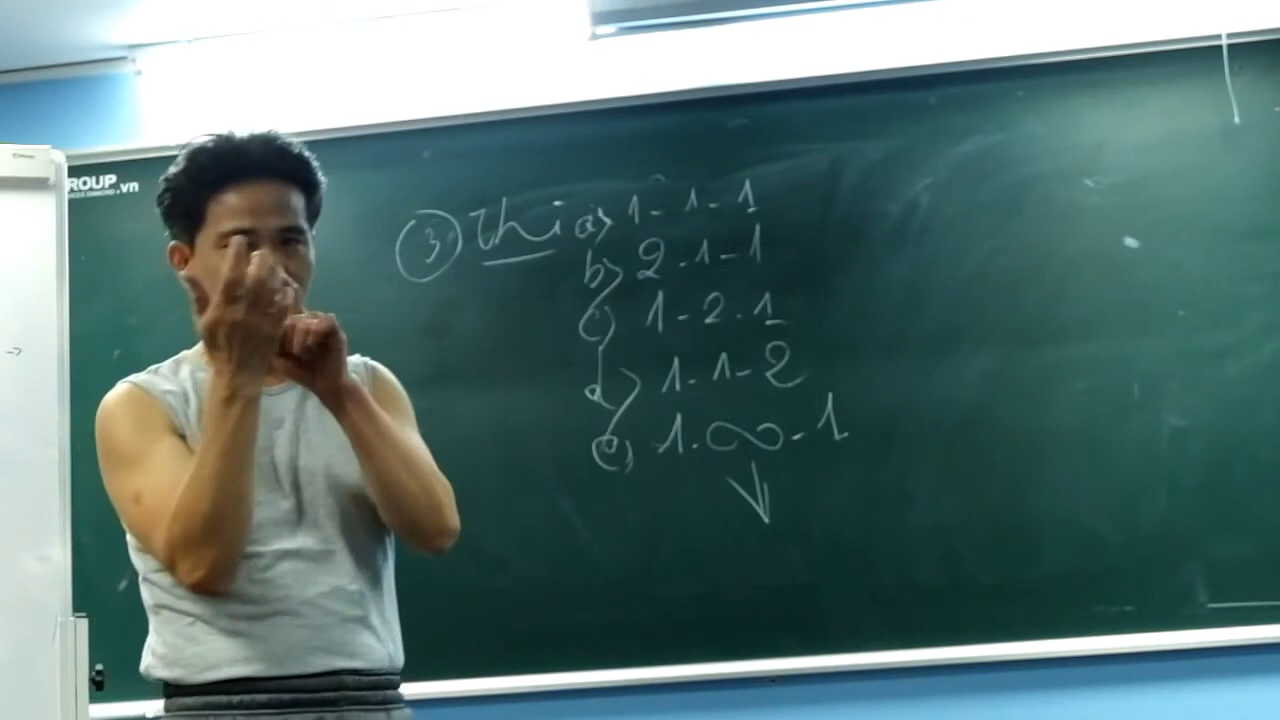 ROUP.vn
③ Thi a) 1 - 1 - 1
b) 2 - 1 - 1
c) 1 - 2 - 1
d) 1 - 1 - 2
e) 1 - ∞ - 1
↓
→